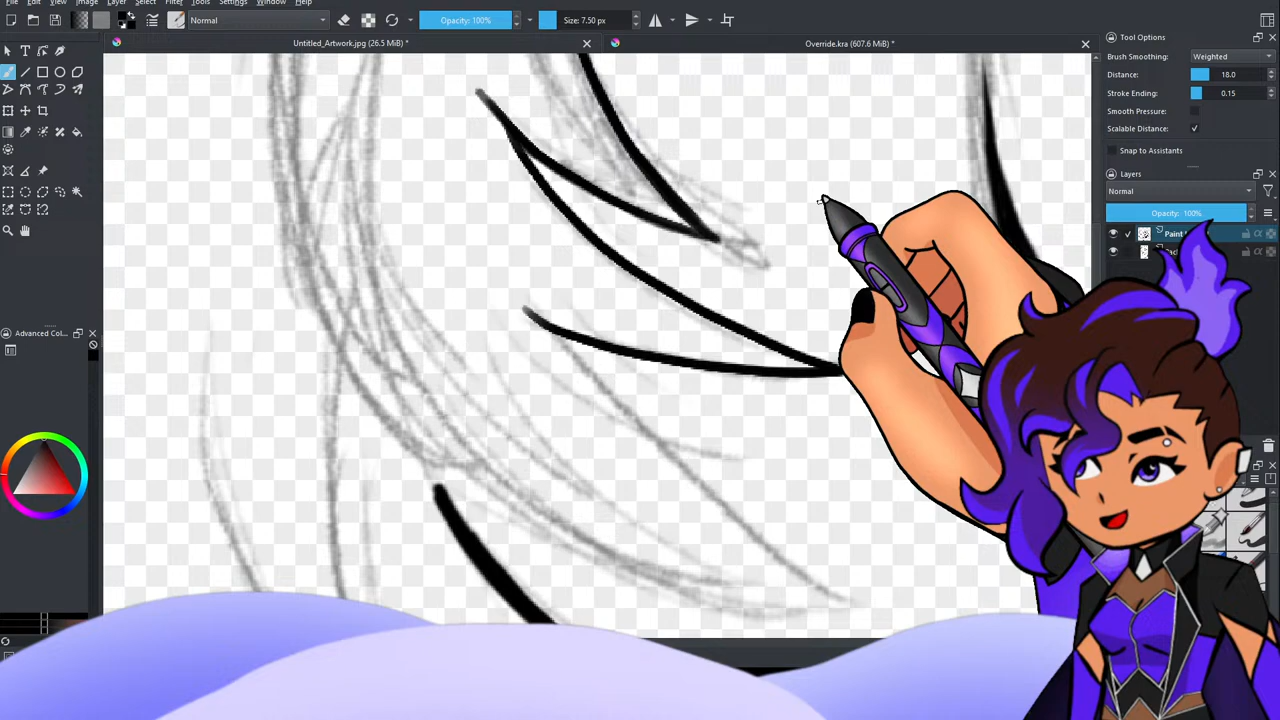 File Edit View Image Layer Select Filter Tools Settings Window Help
Normal Opacity: 100% Size: 7.50 px
Untitled_Artwork.jpg (26.5 MiB) * Override.kra (607.6 MiB) *
Tool Options
Brush Smoothing: Weighted
Distance: 18.0
Stroke Ending: 0.15
Smooth Pressure:
Scalable Distance:
Snap to Assistants
Layers
Normal
Opacity: 100%
Paint
Advanced Col...